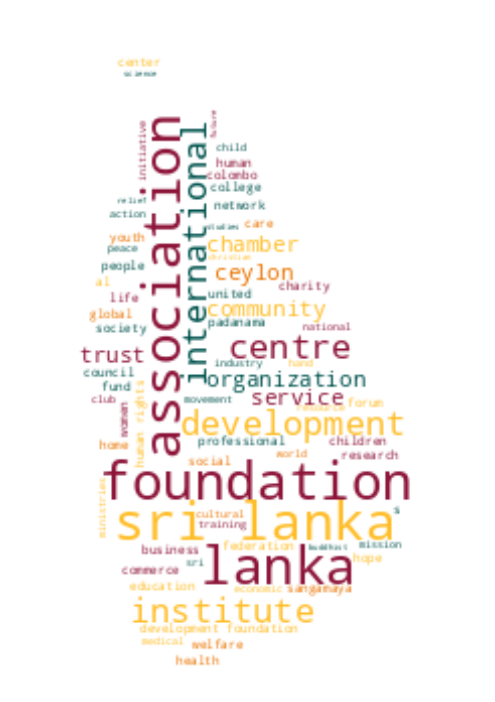 center
science
association
international
initiative
future
child
human
colombo
college
relief
action
network
studies
care
youth
peace
chamber
christian
people
ceylon
al
charity
life
united
community
global
padanama
society
national
centre
trust
industry
hand
council
organization
fund
service
club
movement
women
human rights
resource
forum
development
home
professional
children
social
world
research
foundation
ministries
sri lanka
s
cultural
training
federation
buddhist
mission
business
sri
lanka
hope
commerce
education
economic
sangamaya
institute
development foundation
medical
welfare
health